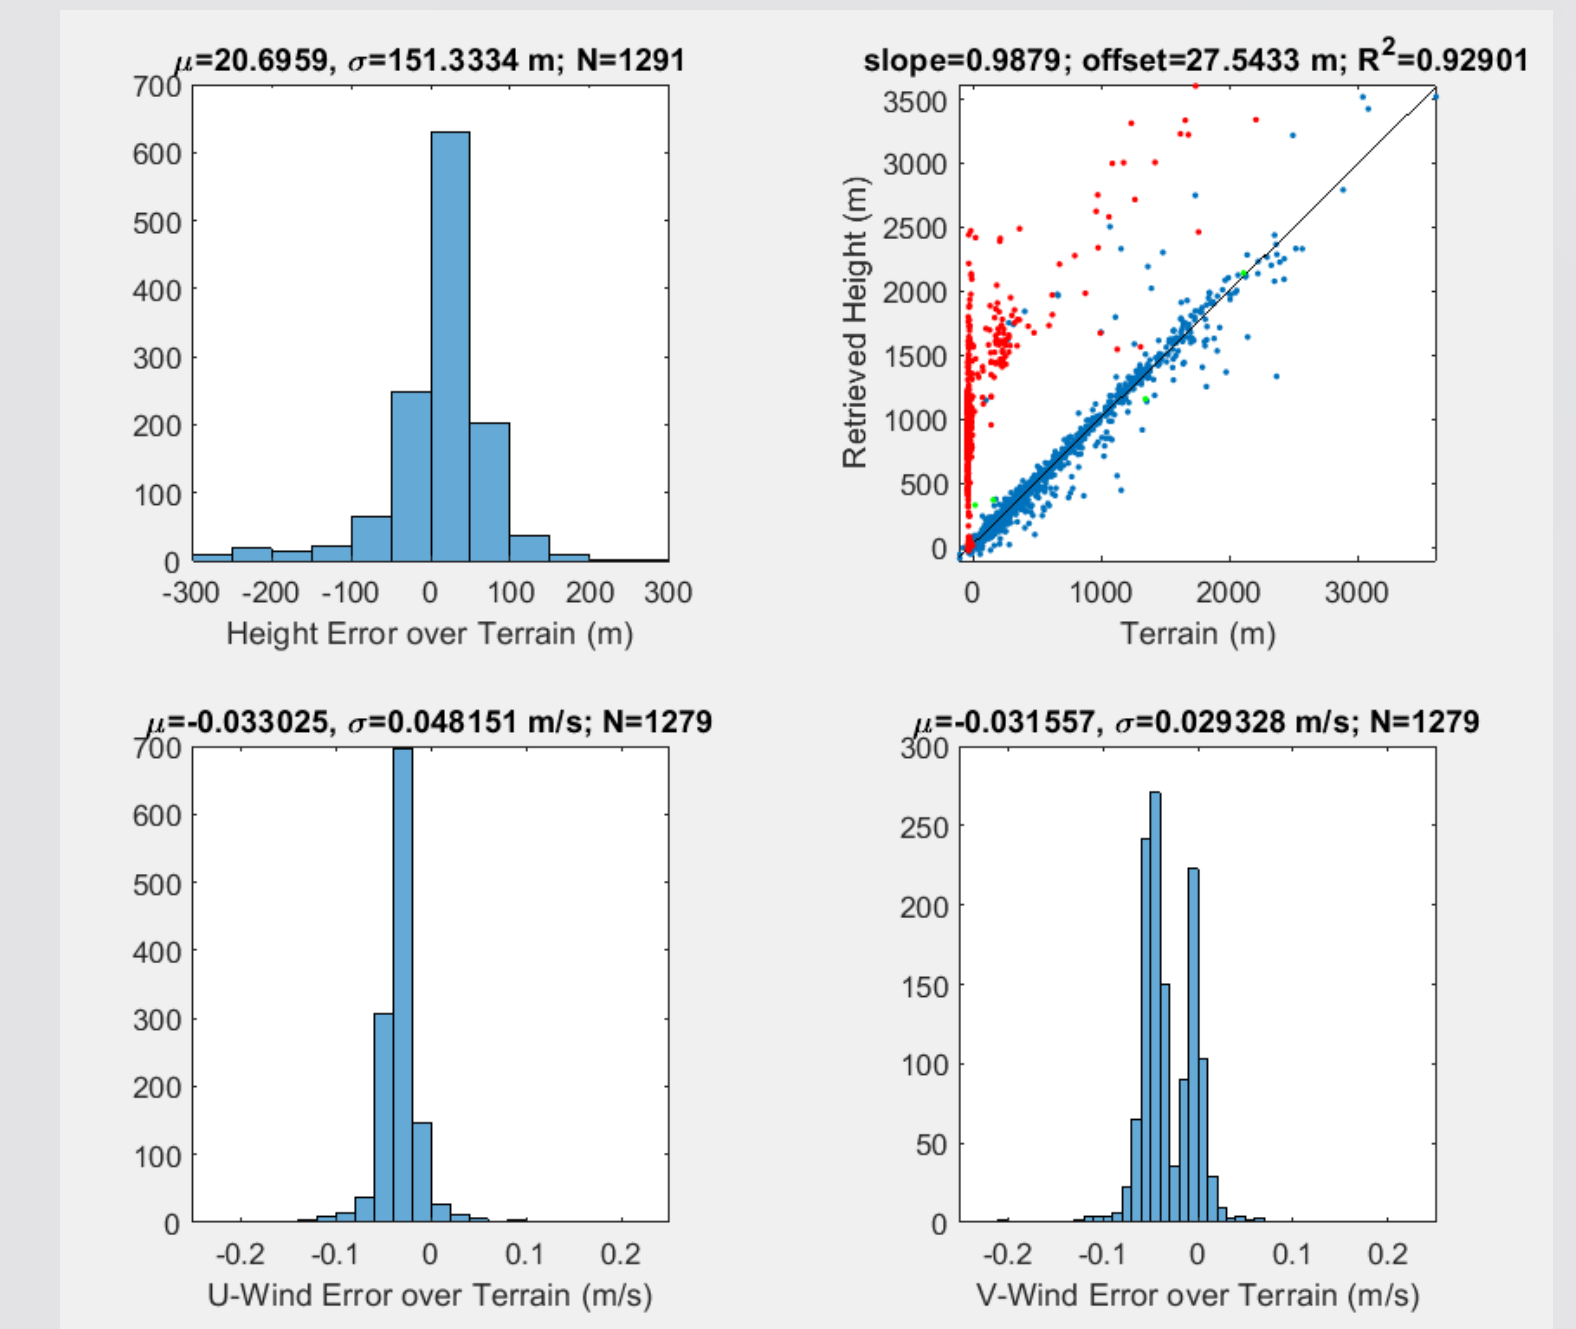 μ=20.6959, σ=151.3334 m; N=1291
700
600
500
400
300
200
100
0
-300 -200 -100 0 100 200 300
Height Error over Terrain (m)
slope=0.9879; offset=27.5433 m; R²=0.92901
Retrieved Height (m)
3500
3000
2500
2000
1500
1000
500
0
0 1000 2000 3000
Terrain (m)
μ=-0.033025, σ=0.048151 m/s; N=1279
700
600
500
400
300
200
100
0
-0.2 -0.1 0 0.1 0.2
U-Wind Error over Terrain (m/s)
μ=-0.031557, σ=0.029328 m/s; N=1279
300
250
200
150
100
50
0
-0.2 -0.1 0 0.1 0.2
V-Wind Error over Terrain (m/s)